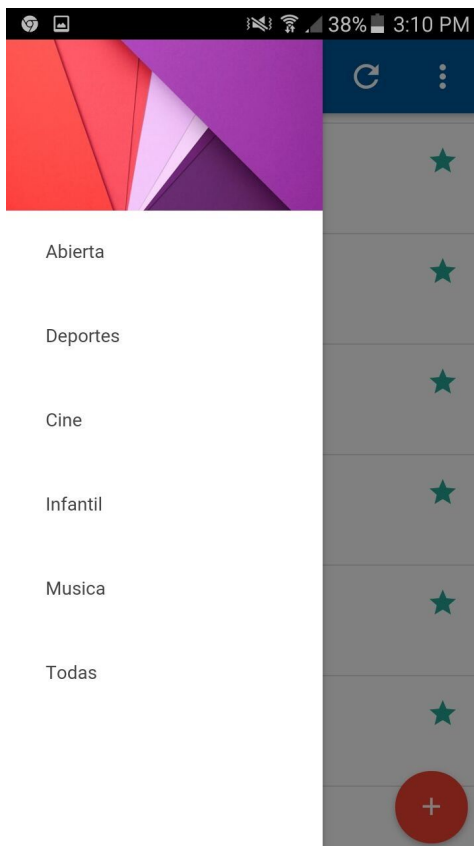 38% 3:10 PM
Abierta
Deportes
Cine
Infantil
Musica
Todas